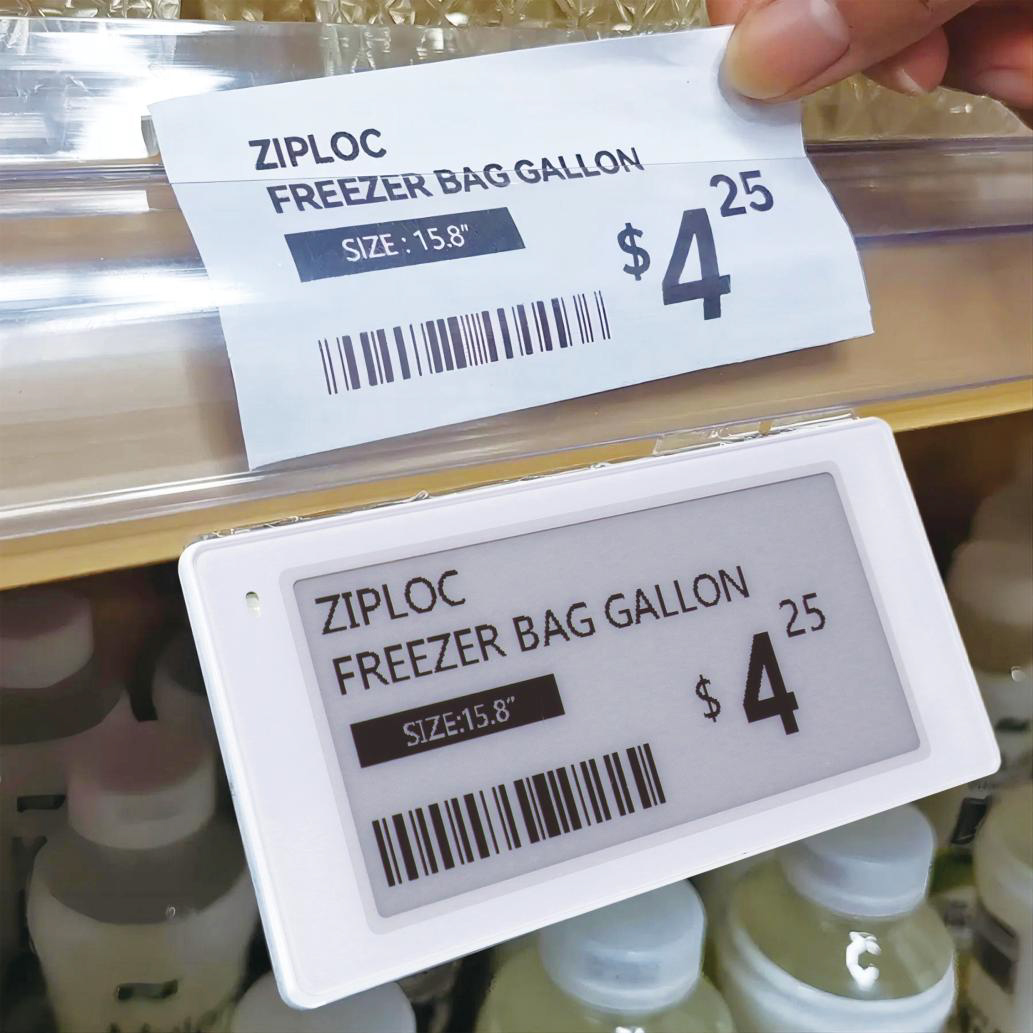 ZIPLOC
FREEZER BAG GALLON
SIZE : 15.8"
$4 25
ZIPLOC
FREEZER BAG GALLON
SIZE:15.8"
$ 4 25